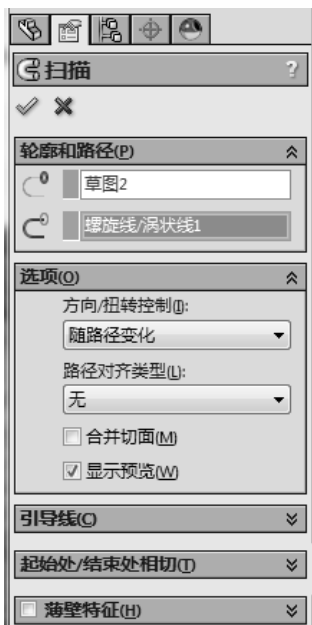 扫描
?
轮廓和路径(P)
草图2
螺旋线/涡状线1
选项(O)
方向/扭转控制(I):
随路径变化
路径对齐类型(L):
无
合并切面(M)
显示预览(W)
引导线(C)
起始处/结束处相切(T)
薄壁特征(H)